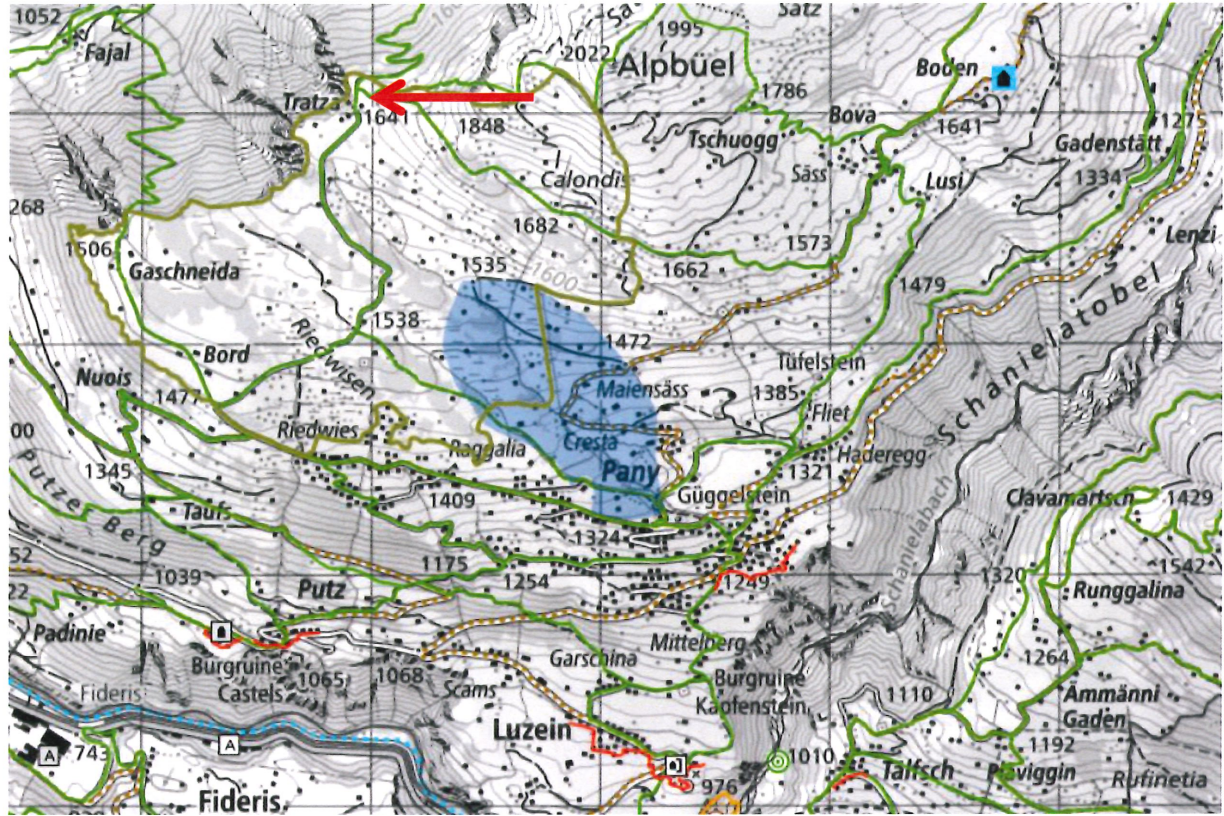 1052
Fajal
1995
Satz
2022
Alpbüel
Boden
1786
Tratza
1641
1848
Bova
1641
1275
Tschuogg
Gadenstätt
Calondis
Säss
Lusi
1334
268
1682
1573
Lenzi
1506
Gaschneida
1535
1600
1662
1479
Schanielatobel
1538
Riedwisen
1472
Bord
Tüfelstein
Nuois
Maiensäss
1385
1477
Fliet
Riedwies
Raggalia
Cresta
00
1321
Haderegg
Putzer Berg
1345
Pany
Güggelstein
Clavamartsch
1429
1409
Taufs
1324
Schanielabach
52
1039
1175
1254
1249
1320
1542
22
Putz
Runggalina
Padinie
Mittelberg
1264
Burgruine
Castels
1065
1068
Garschina
Fideris
Scams
Burgruine
Kapfenstein
1110
Ammänni
Gaden
Luzein
A
A
743
1010
1192
976
Talfsch
Plaviggin
Rufinetia
Fideris